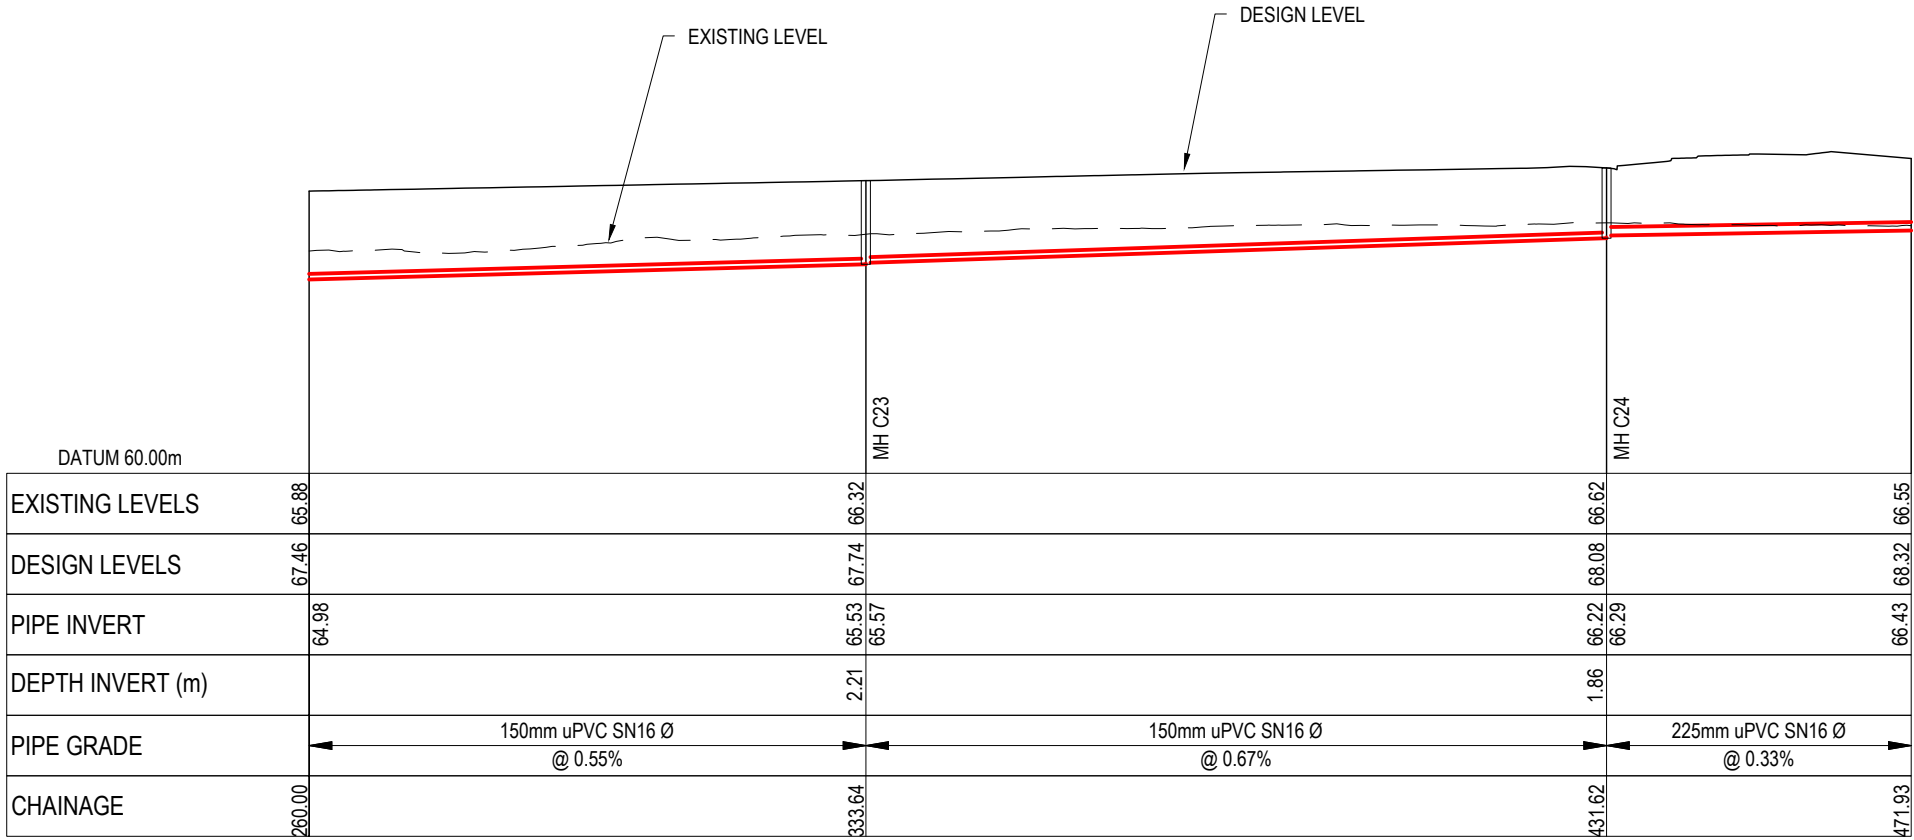 DESIGN LEVEL
EXISTING LEVEL
MH C23
MH C24
DATUM 60.00m
EXISTING LEVELS 65.88 66.32 66.62 66.55
DESIGN LEVELS 67.46 67.74 68.08 68.32
PIPE INVERT 64.98 65.53 65.57 66.22 66.29 66.43
DEPTH INVERT (m) 2.21 1.86
PIPE GRADE
150mm uPVC SN16 Ø
@ 0.55%
150mm uPVC SN16 Ø
@ 0.67%
225mm uPVC SN16 Ø
@ 0.33%
CHAINAGE 260.00 333.64 431.62 471.93